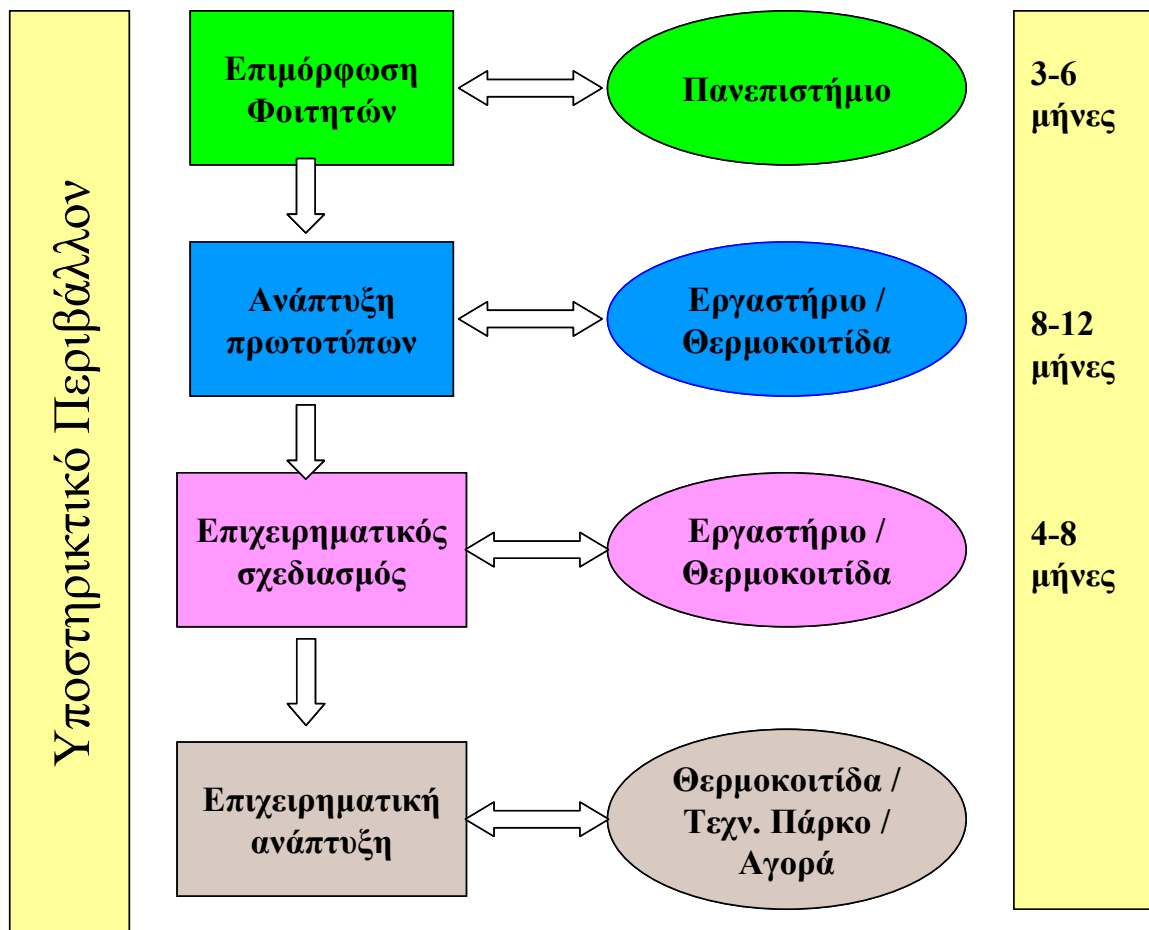 Υποστηρικτικό Περιβάλλον
Επιμόρφωση
Φοιτητών
Πανεπιστήμιο
3-6
μήνες
Ανάπτυξη
πρωτοτύπων
Εργαστήριο /
Θερμοκοιτίδα
8-12
μήνες
Επιχειρηματικός
σχεδιασμός
Εργαστήριο /
Θερμοκοιτίδα
4-8
μήνες
Επιχειρηματική
ανάπτυξη
Θερμοκοιτίδα /
Τεχν. Πάρκο /
Αγορά